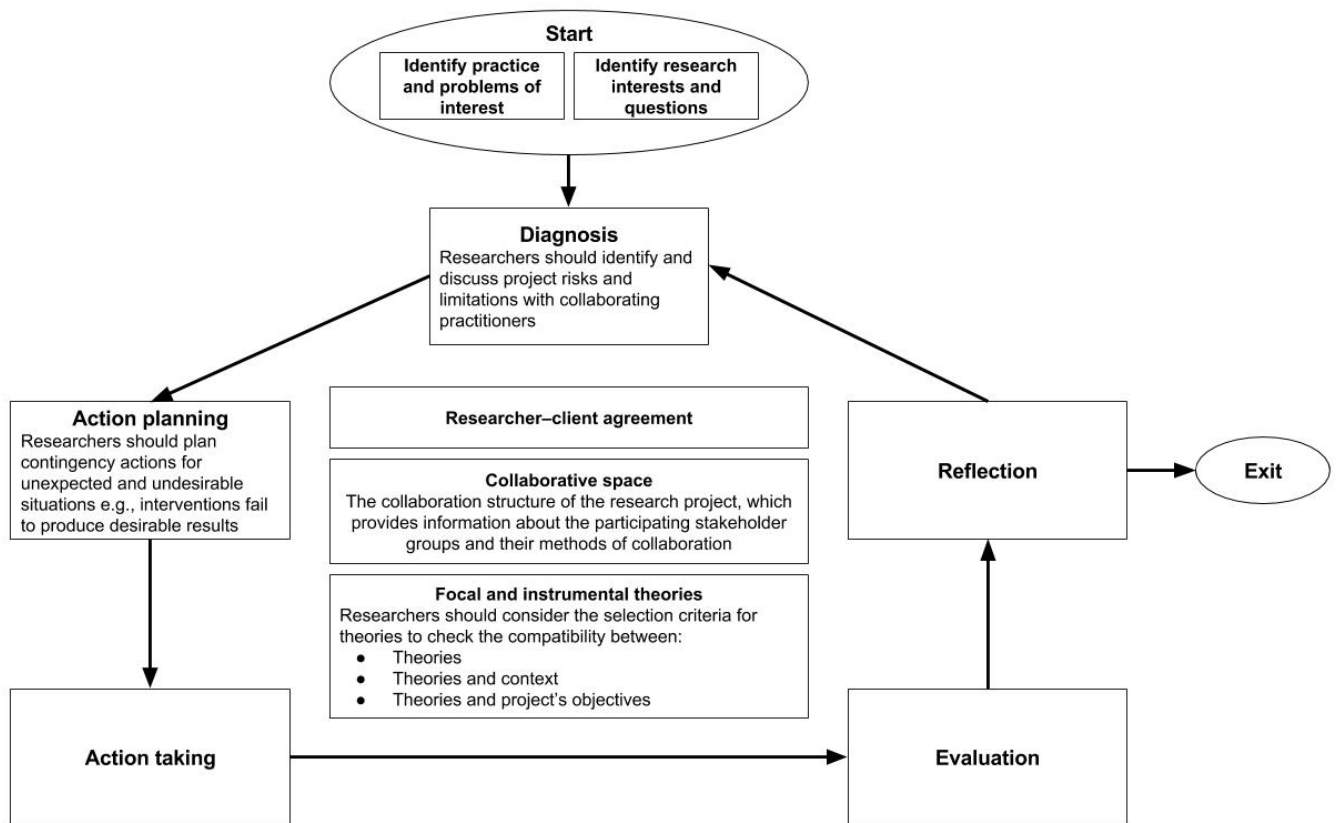 Start
Identify practice
and problems of
interest
Identify research
interests and
questions
Diagnosis
Researchers should identify and
discuss project risks and
limitations with collaborating
practitioners
Action planning
Researchers should plan
contingency actions for
unexpected and undesirable
situations e.g., interventions fail
to produce desirable results
Researcher–client agreement
Collaborative space
The collaboration structure of the research project, which
provides information about the participating stakeholder
groups and their methods of collaboration
Focal and instrumental theories
Researchers should consider the selection criteria for
theories to check the compatibility between:
● Theories
● Theories and context
● Theories and project’s objectives
Reflection
Exit
Action taking
Evaluation